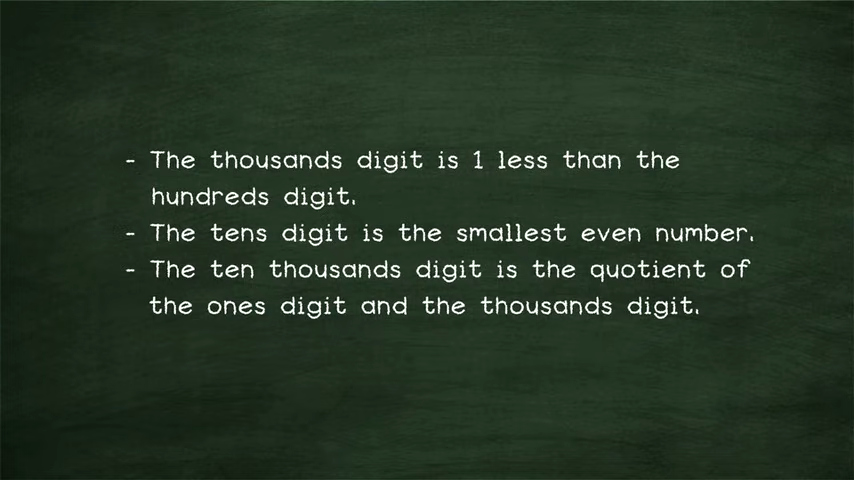 - The thousands digit is 1 less than the
hundreds digit.
- The tens digit is the smallest even number.
- The ten thousands digit is the quotient of
the ones digit and the thousands digit.